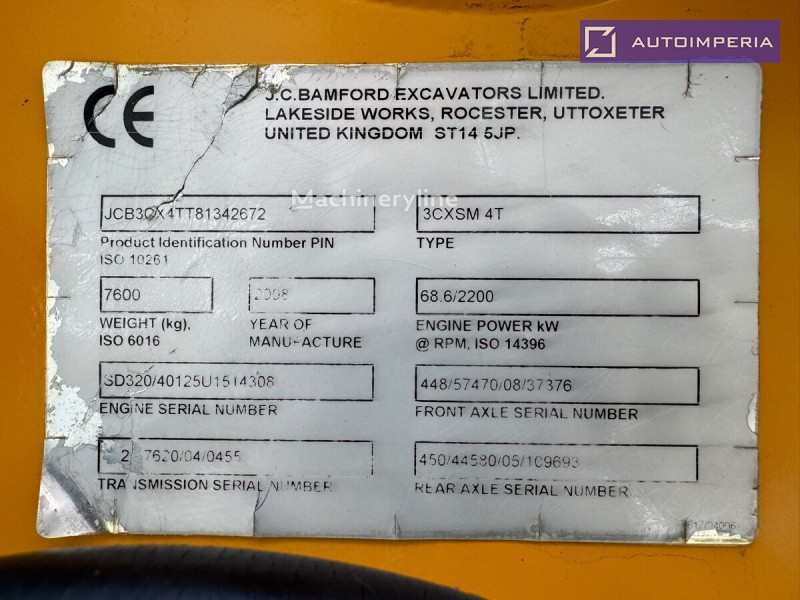 AUTOIMPERIA
CE
J.C.BAMFORD EXCAVATORS LIMITED.
LAKESIDE WORKS, ROCESTER, UTTOXETER
UNITED KINGDOM ST14 5JP.
Machineryline
JCB3CX4TT81342672
3CXSM 4T
Product Identification Number PIN
ISO 10261
TYPE
7600
2008
68.6/2200
WEIGHT (kg),
ISO 6016
YEAR OF
MANUFACTURE
ENGINE POWER kW
@ RPM, ISO 14396
SD320/40125U1514308
448/57470/08/37376
ENGINE SERIAL NUMBER
FRONT AXLE SERIAL NUMBER
7620/04/0455
450/44580/05/109693
TRANSMISSION SERIAL NUMBER
REAR AXLE SERIAL NUMBER